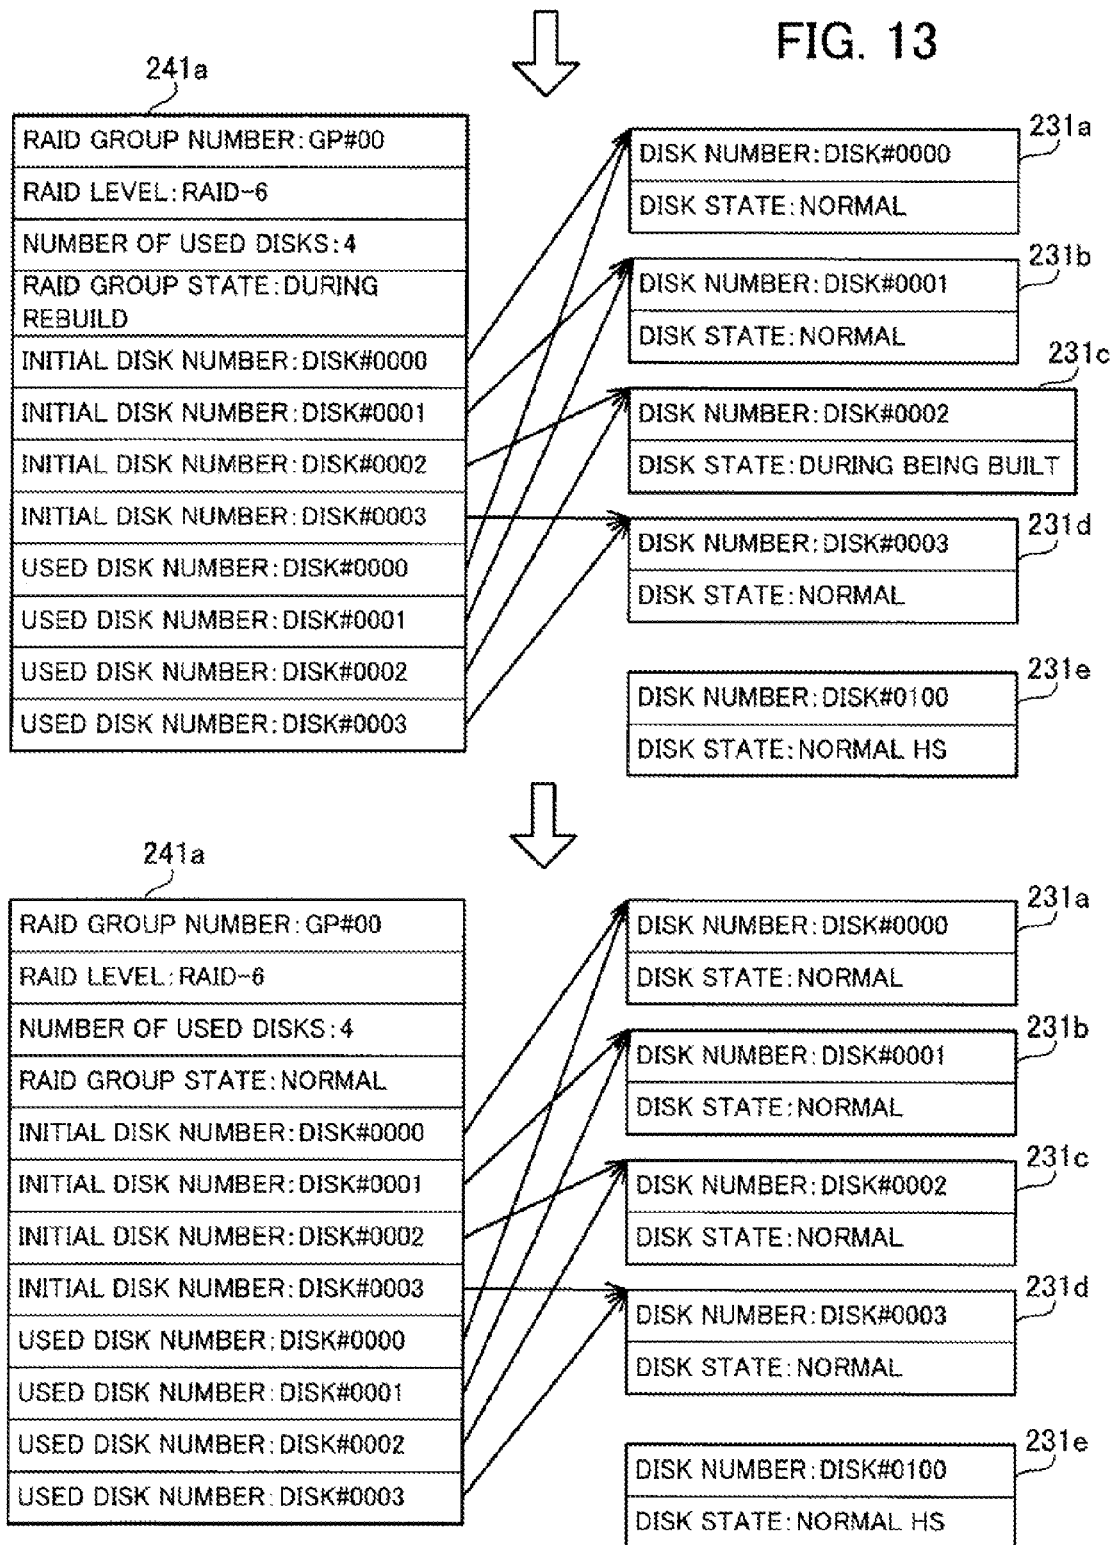 FIG. 13
241a
RAID GROUP NUMBER:GP#00
RAID LEVEL:RAID-6
NUMBER OF USED DISKS:4
RAID GROUP STATE:DURING
REBUILD
INITIAL DISK NUMBER:DISK#0000
INITIAL DISK NUMBER:DISK#0001
INITIAL DISK NUMBER:DISK#0002
INITIAL DISK NUMBER:DISK#0003
USED DISK NUMBER:DISK#0000
USED DISK NUMBER:DISK#0001
USED DISK NUMBER:DISK#0002
USED DISK NUMBER:DISK#0003
231a
DISK NUMBER:DISK#0000
DISK STATE:NORMAL
231b
DISK NUMBER:DISK#0001
DISK STATE:NORMAL
231c
DISK NUMBER:DISK#0002
DISK STATE:DURING BEING BUILT
231d
DISK NUMBER:DISK#0003
DISK STATE:NORMAL
231e
DISK NUMBER:DISK#0100
DISK STATE:NORMAL HS
241a
RAID GROUP NUMBER:GP#00
RAID LEVEL:RAID-6
NUMBER OF USED DISKS:4
RAID GROUP STATE:NORMAL
INITIAL DISK NUMBER:DISK#0000
INITIAL DISK NUMBER:DISK#0001
INITIAL DISK NUMBER:DISK#0002
INITIAL DISK NUMBER:DISK#0003
USED DISK NUMBER:DISK#0000
USED DISK NUMBER:DISK#0001
USED DISK NUMBER:DISK#0002
USED DISK NUMBER:DISK#0003
231a
DISK NUMBER:DISK#0000
DISK STATE:NORMAL
231b
DISK NUMBER:DISK#0001
DISK STATE:NORMAL
231c
DISK NUMBER:DISK#0002
DISK STATE:NORMAL
231d
DISK NUMBER:DISK#0003
DISK STATE:NORMAL
231e
DISK NUMBER:DISK#0100
DISK STATE:NORMAL HS